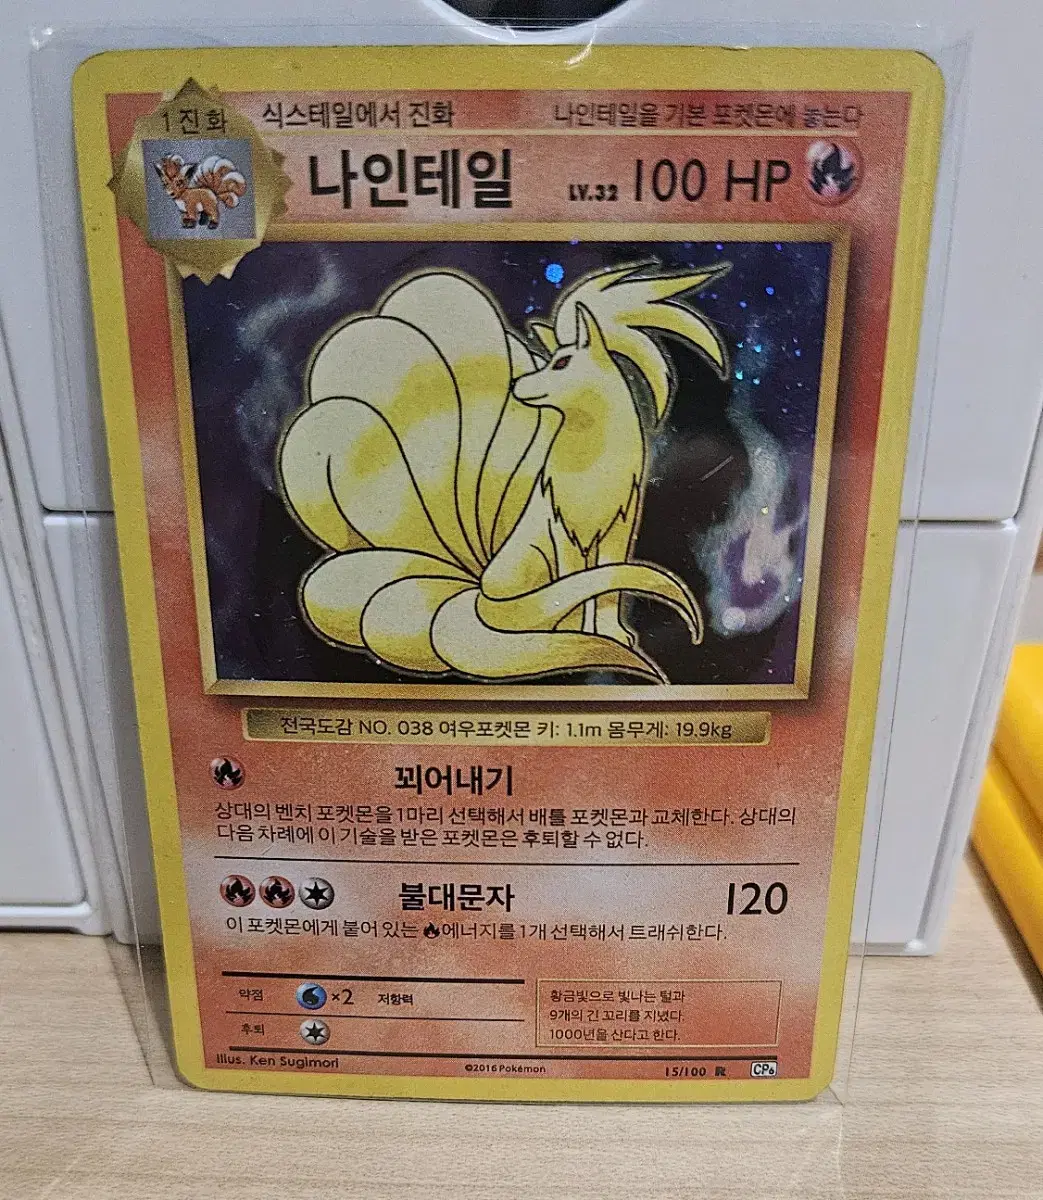 1 진화
식스테일에서 진화
나인테일을 기본 포켓몬에 놓는다
나인테일 LV.32 100 HP
전국도감 NO. 038 여우포켓몬 키: 1.1m 몸무게: 19.9kg
꾀어내기
상대의 벤치 포켓몬을 1마리 선택해서 배틀 포켓몬과 교체한다. 상대의
다음 차례에 이 기술을 받은 포켓몬은 후퇴할 수 없다.
불대문자 120
이 포켓몬에게 붙어 있는 에너지를 1개 선택해서 트래쉬한다.
약점 ×2 저항력
후퇴
황금빛으로 빛나는 털과
9개의 긴 꼬리를 지녔다.
1000년을 산다고 한다.
Illus. Ken Sugimori
©2016 Pokémon
15/100 R CP6